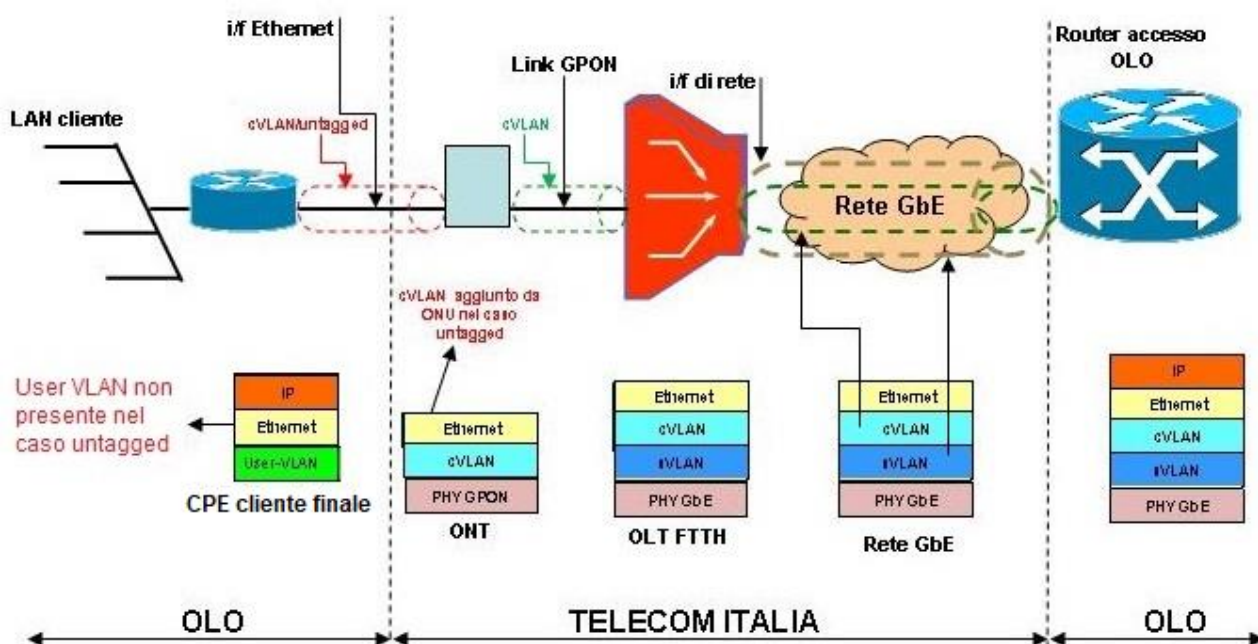 i/f Ethernet
Router accesso
OLO
Link GPON
i/f di rete
LAN cliente
cVLAN/untagged
cVLAN
Rete GbE
cVLAN aggiunto da
ONU nel caso
untagged
User VLAN non
presente nel
caso untagged
IP
Ethernet
User-VLAN
CPE cliente finale
Ethernet
cVLAN
PHY GPON
ONT
Ethernet
cVLAN
sVLAN
PHY GbE
OLT FTTH
Ethernet
cVLAN
sVLAN
PHY GbE
Rete GbE
IP
Ethernet
cVLAN
sVLAN
PHY GbE
OLO
TELECOM ITALIA
OLO